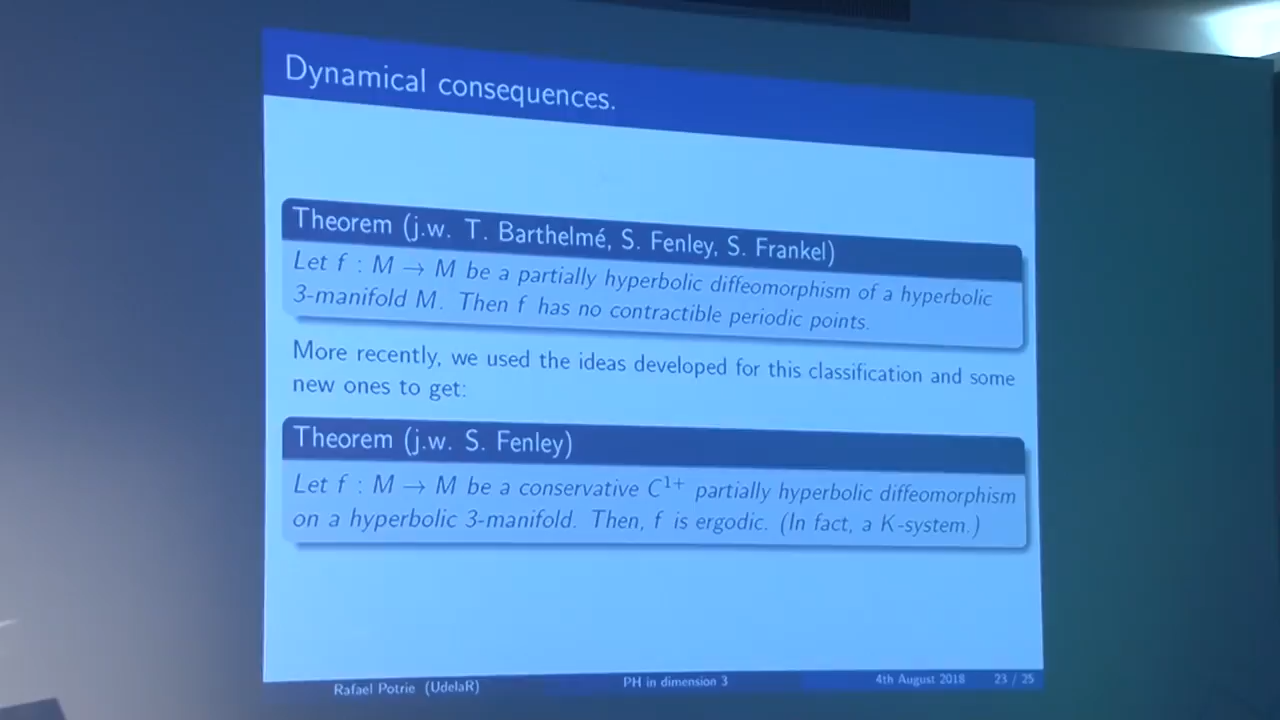 Dynamical consequences.
Theorem (j.w. T. Barthelmé, S. Fenley, S. Frankel)
Let f : M → M be a partially hyperbolic diffeomorphism of a hyperbolic
3-manifold M. Then f has no contractible periodic points.
More recently, we used the ideas developed for this classification and some
new ones to get:
Theorem (j.w. S. Fenley)
Let f : M → M be a conservative C¹⁺ partially hyperbolic diffeomorphism
on a hyperbolic 3-manifold. Then, f is ergodic. (In fact, a K-system.)
Rafael Potrie (UdelaR) PH in dimension 3 4th August 2018 23 / 25